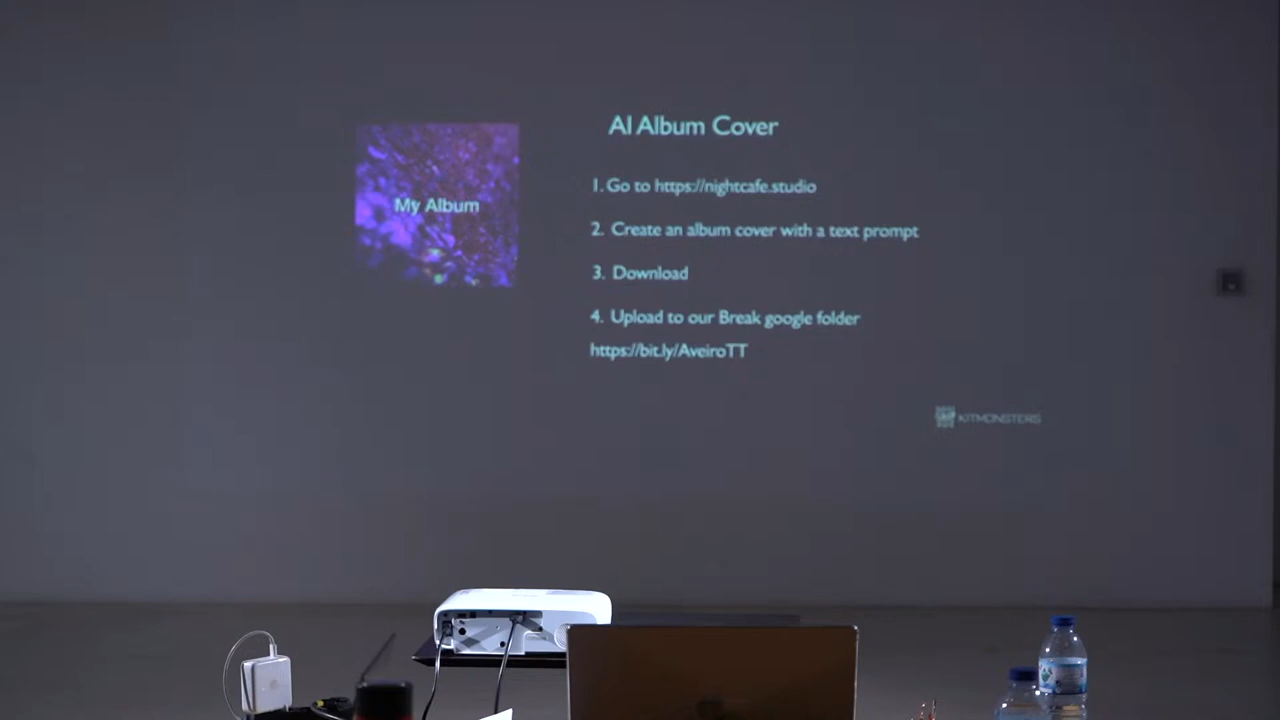 AI Album Cover
My Album
1. Go to https://nightcafe.studio
2. Create an album cover with a text prompt
3. Download
4. Upload to our Break google folder
https://bit.ly/AveiroTT
KITMONSTERS